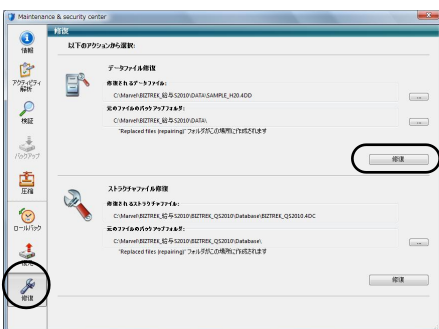 Maintenance & security center
修復
以下のアクションから選択:
情報
アクティビティ解析
検証
バックアップ
圧縮
ロールバック
修復
データファイル修復
修復されるデータファイル:
C:\Marvel\BIZTREK_給与S2010\DATA\SAMPLE_H20.4DD
...
元のファイルのバックアップフォルダ:
C:\Marvel\BIZTREK_給与S2010\DATA\
"Replaced files (repairing)" フォルダがこの場所に作成されます
...
修復
ストラクチャファイル修復
修復されるストラクチャファイル:
C:\Marvel\BIZTREK_給与S2010\Database\BIZTREK_QS2010.4DC
元のファイルのバックアップフォルダ:
C:\Marvel\BIZTREK_給与S2010\Database\
"Replaced files (repairing)" フォルダがこの場所に作成されます
...
修復